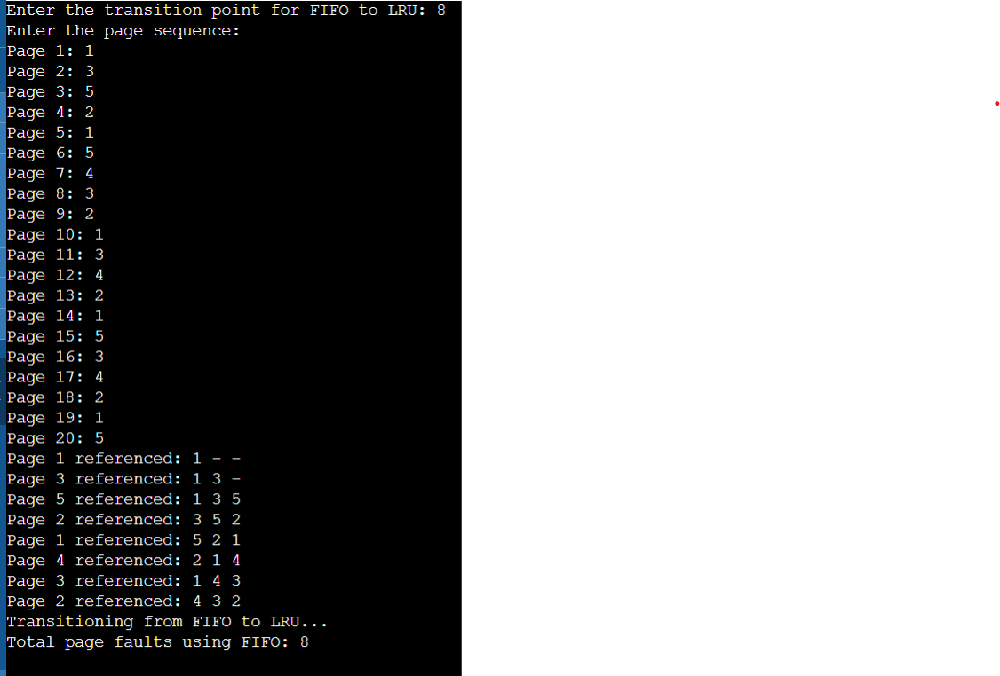 Enter the transition point for FIFO to LRU: 8
Enter the page sequence:
Page 1: 1
Page 2: 3
Page 3: 5
Page 4: 2
Page 5: 1
Page 6: 5
Page 7: 4
Page 8: 3
Page 9: 2
Page 10: 1
Page 11: 3
Page 12: 4
Page 13: 2
Page 14: 1
Page 15: 5
Page 16: 3
Page 17: 4
Page 18: 2
Page 19: 1
Page 20: 5
Page 1 referenced: 1 - -
Page 3 referenced: 1 3 -
Page 5 referenced: 1 3 5
Page 2 referenced: 3 5 2
Page 1 referenced: 5 2 1
Page 4 referenced: 2 1 4
Page 3 referenced: 1 4 3
Page 2 referenced: 4 3 2
Transitioning from FIFO to LRU...
Total page faults using FIFO: 8